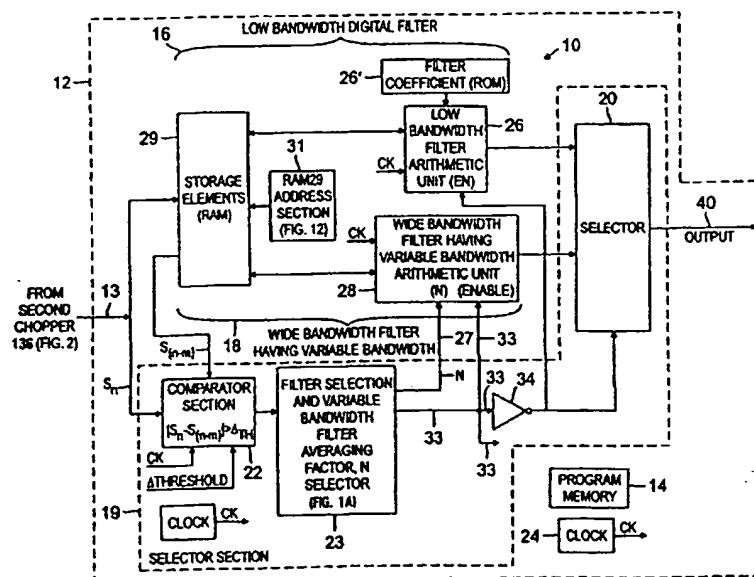 LOW BANDWIDTH DIGITAL FILTER
16
10
12
26'
FILTER
COEFFICIENT (ROM)
20
29
LOW
BANDWIDTH
FILTER
ARITHMETIC
UNIT (EN)
26
CK
31
RAM29
ADDRESS
SECTION
(FIG. 12)
STORAGE
ELEMENTS
(RAM)
SELECTOR
40
OUTPUT
CK
WIDE BANDWIDTH
FILTER HAVING
VARIABLE BANDWIDTH
ARITHMETIC UNIT
(N) (ENABLE)
28
FROM
SECOND
CHOPPER
136 (FIG. 2)
13
18
WIDE BANDWIDTH FILTER
HAVING VARIABLE BANDWIDTH
27
33
S(n-m)
Sn
N
COMPARATOR
SECTION
|Sn-S(n-m)|>ΔTH
22
CK
ΔTHRESHOLD
FILTER SELECTION
AND VARIABLE
BANDWIDTH
FILTER
AVERAGING
FACTOR, N
SELECTOR
(FIG. 1A)
23
33
33
34
33
19
CLOCK
CK
SELECTOR SECTION
PROGRAM
MEMORY
14
24
CLOCK
CK